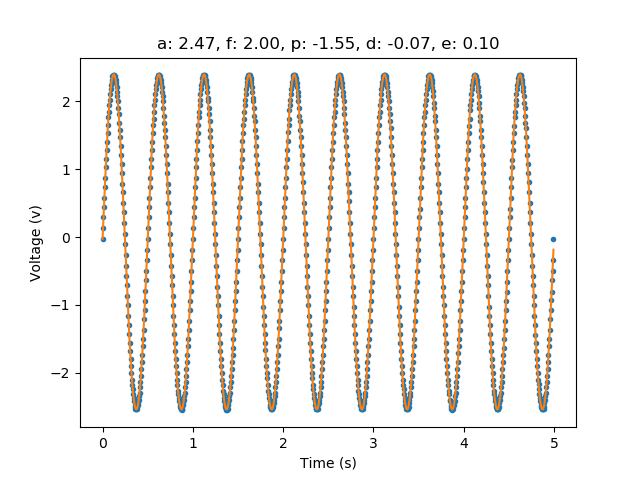 a: 2.47, f: 2.00, p: -1.55, d: -0.07, e: 0.10
Voltage (v)
2
1
0
−1
−2
0 1 2 3 4 5
Time (s)